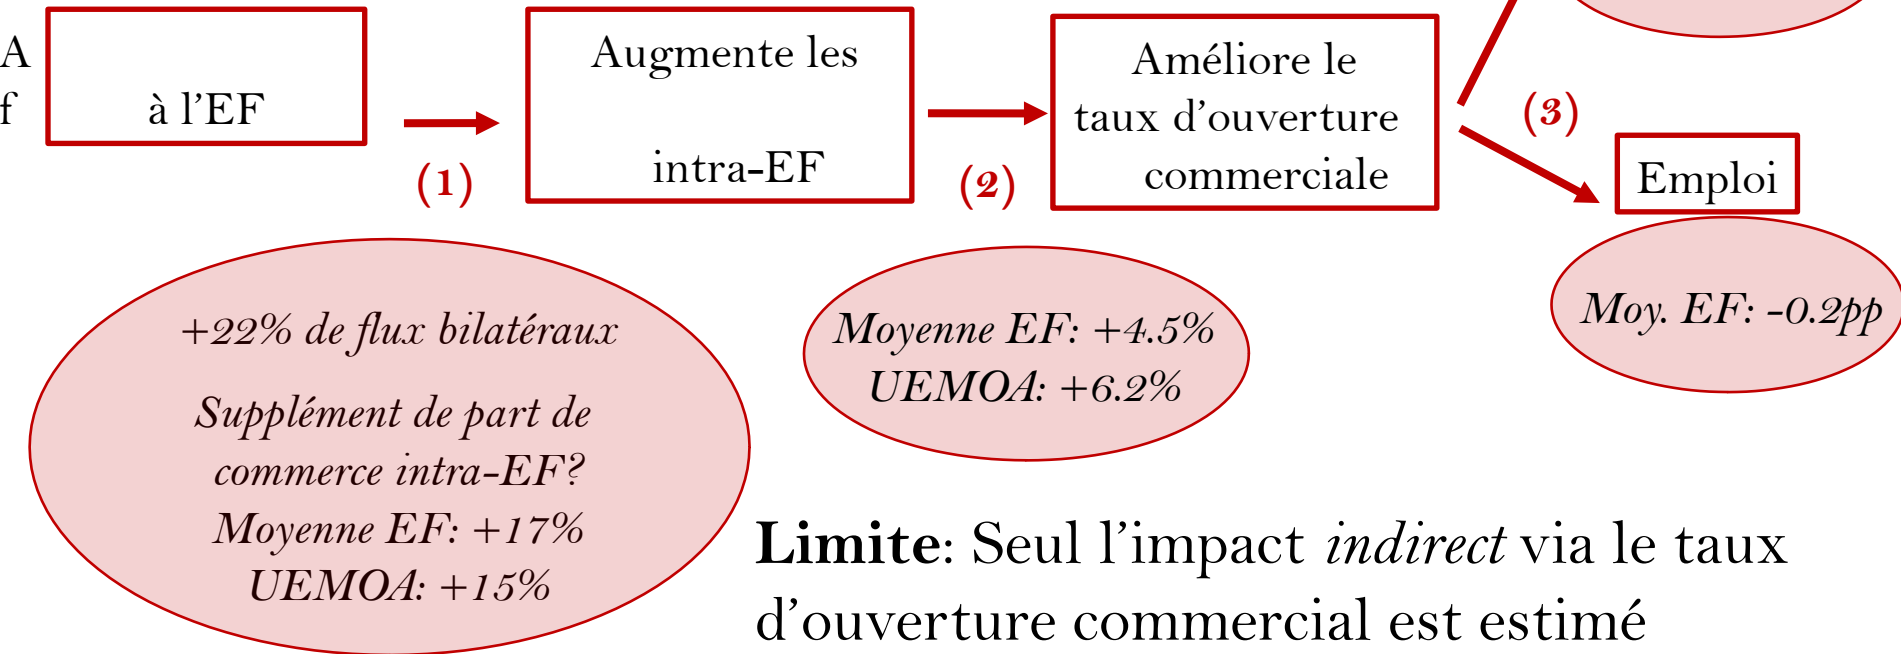 A
f
à l'EF
(1)
Augmente les
intra-EF
(2)
Améliore le
taux d'ouverture
commerciale
(3)
Emploi
Moy. EF: -0.2pp
+22% de flux bilatéraux
Supplément de part de
commerce intra-EF?
Moyenne EF: +17%
UEMOA: +15%
Moyenne EF: +4.5%
UEMOA: +6.2%
Limite: Seul l'impact indirect via le taux
d'ouverture commercial est estimé